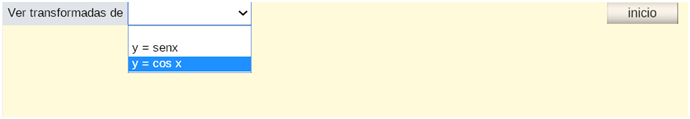 Ver transformadas de
inicio
y = senx
y = cos x